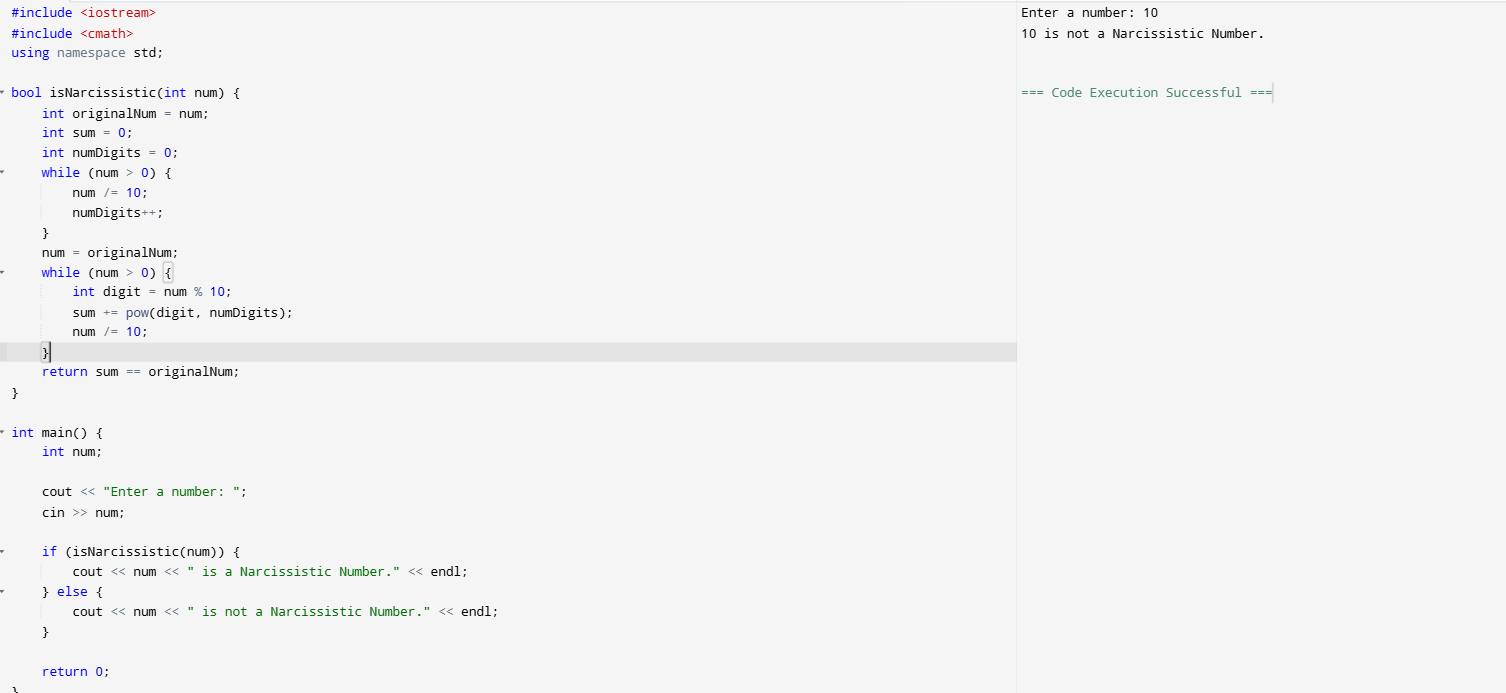 #include <iostream>
#include <cmath>
using namespace std;
bool isNarcissistic(int num) {
    int originalNum = num;
    int sum = 0;
    int numDigits = 0;
    while (num > 0) {
        num /= 10;
        numDigits++;
    }
    num = originalNum;
    while (num > 0) {
        int digit = num % 10;
        sum += pow(digit, numDigits);
        num /= 10;
    }
    return sum == originalNum;
}
int main() {
    int num;
    cout << "Enter a number: ";
    cin >> num;
    if (isNarcissistic(num)) {
        cout << num << " is a Narcissistic Number." << endl;
    } else {
        cout << num << " is not a Narcissistic Number." << endl;
    }
    return 0;
}
Enter a number: 10
10 is not a Narcissistic Number.
=== Code Execution Successful ===